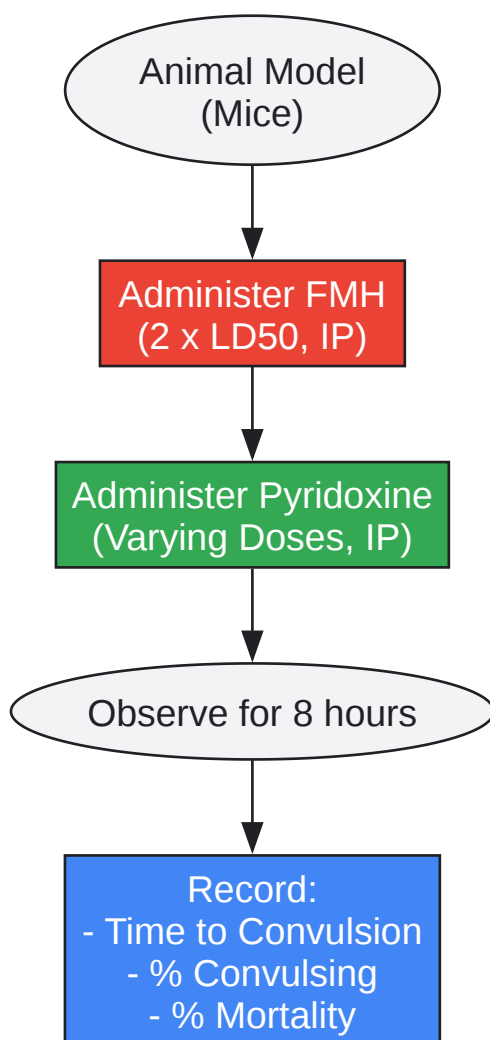 Animal Model
(Mice)
Administer FMH
(2 x LD50, IP)
Administer Pyridoxine
(Varying Doses, IP)
Observe for 8 hours
Record:
- Time to Convulsion
- % Convulsing
- % Mortality